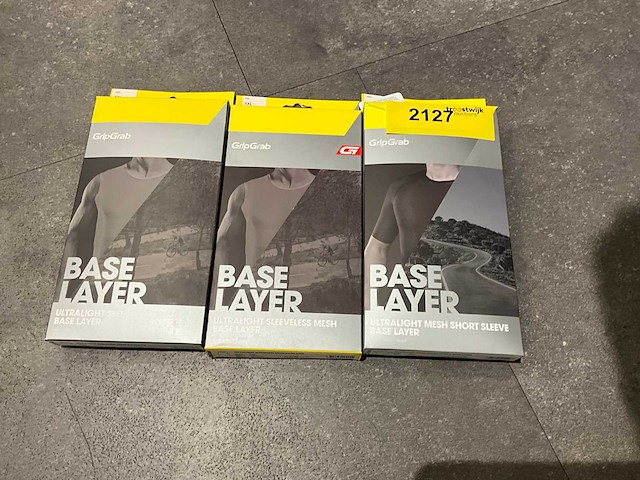 GripGrab
BASE
LAYER
ULTRALIGHT
BASE LAYER
GripGrab
G
BASE
LAYER
ULTRALIGHT SLEEVELESS MESH
BASE LAYER
2127
troostwijk
GripGrab
BASE
LAYER
ULTRALIGHT MESH SHORT SLEEVE
BASE LAYER